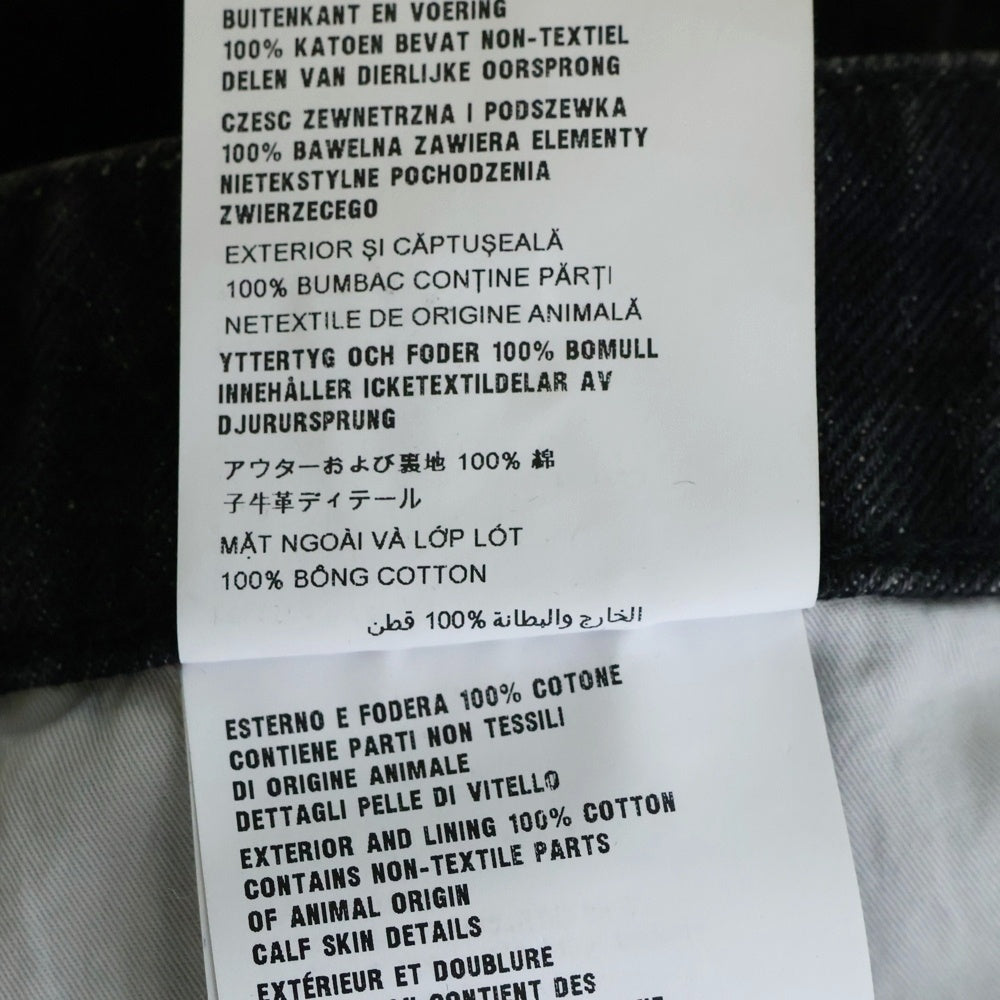 BUITENKANT EN VOERING
100% KATOEN BEVAT NON-TEXTIEL
DELEN VAN DIERLIJKE OORSPRONG
CZESC ZEWNETRZNA I PODSZEWKA
100% BAWELNA ZAWIERA ELEMENTY
NIETEKSTYLNE POCHODZENIA
ZWIERZECEGO
EXTERIOR ȘI CĂPTUȘEALĂ
100% BUMBAC CONȚINE PĂRȚI
NETEXTILE DE ORIGINE ANIMALĂ
YTTERTYG OCH FODER 100% BOMULL
INNEHÅLLER ICKETEXTILDELAR AV
DJURURSPRUNG
アウターおよび裏地 100% 綿
子牛革ディテール
MẶT NGOÀI VÀ LỚP LÓT
100% BÔNG COTTON
الخارج والبطانة 100% قطن
ESTERNO E FODERA 100% COTONE
CONTIENE PARTI NON TESSILI
DI ORIGINE ANIMALE
DETTAGLI PELLE DI VITELLO
EXTERIOR AND LINING 100% COTTON
CONTAINS NON-TEXTILE PARTS
OF ANIMAL ORIGIN
CALF SKIN DETAILS
EXTÉRIEUR ET DOUBLURE
CONTIENT DES